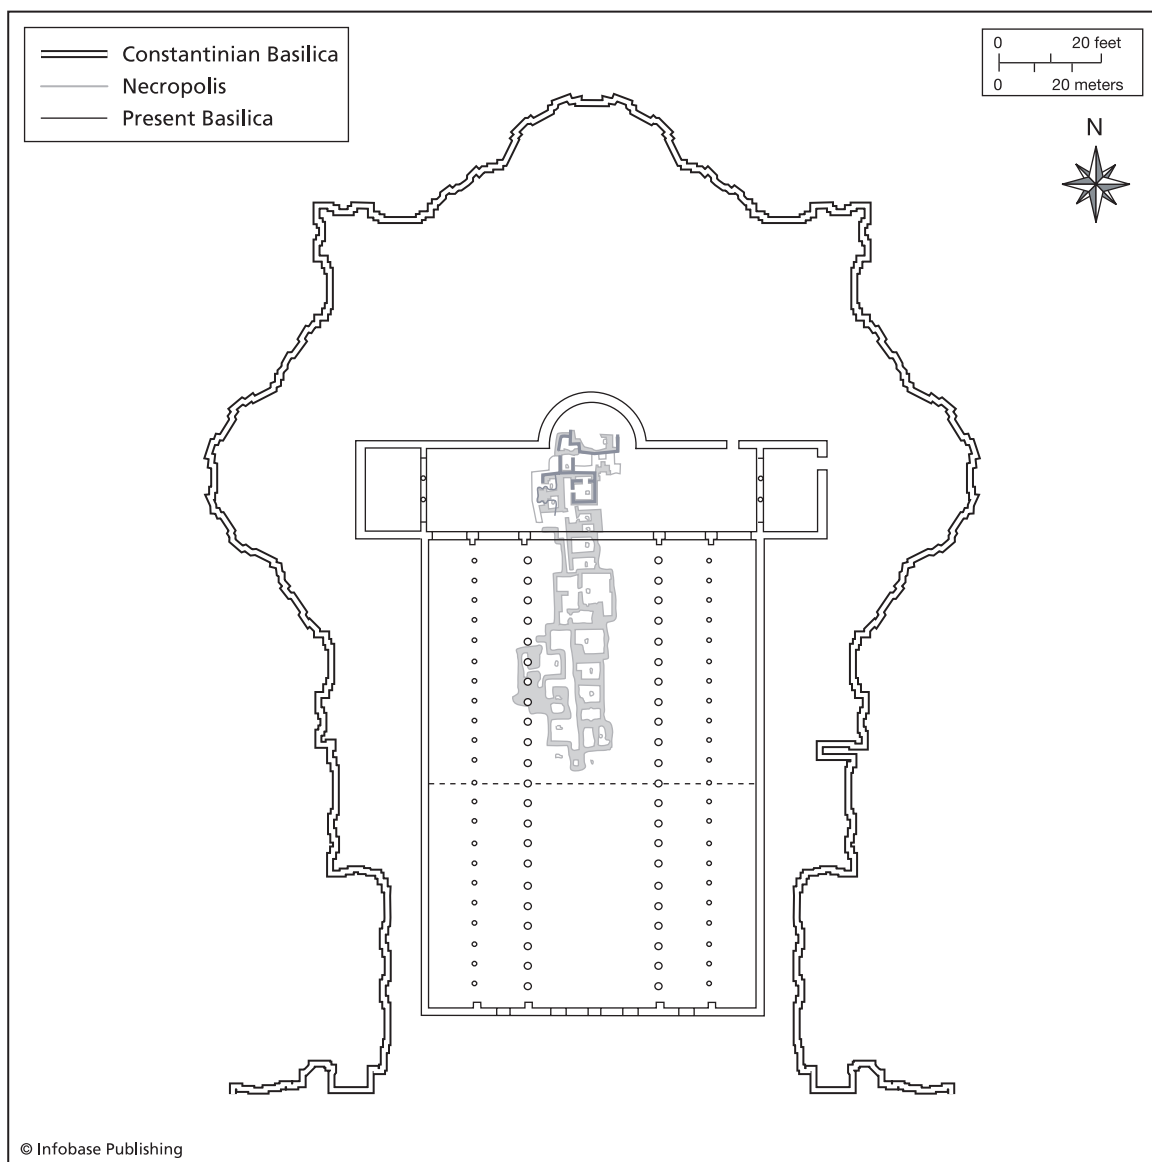 Constantinian Basilica
Necropolis
Present Basilica
0 20 feet
0 20 meters
N
© Infobase Publishing